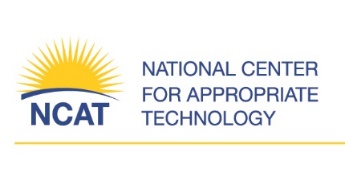 NCAT
NATIONAL CENTER
FOR APPROPRIATE
TECHNOLOGY